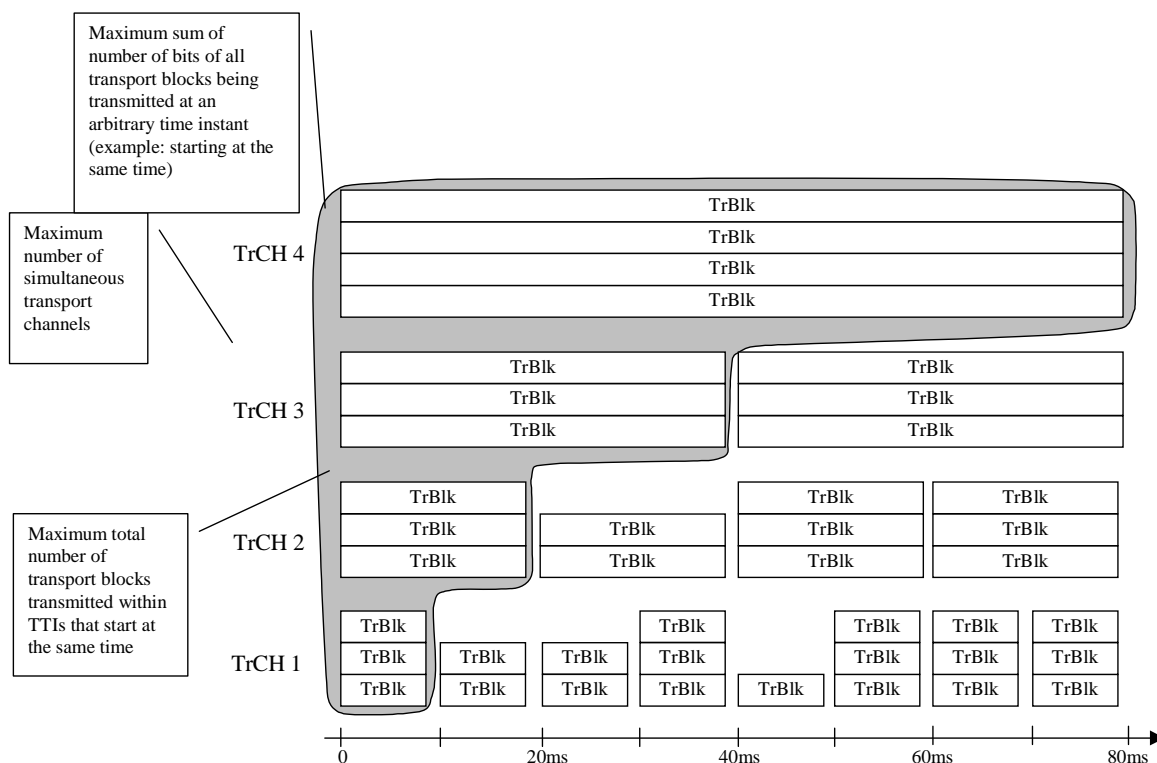 Maximum sum of
number of bits of all
transport blocks being
transmitted at an
arbitrary time instant
(example: starting at the
same time)
Maximum
number of
simultaneous
transport
channels
Maximum total
number of
transport blocks
transmitted within
TTIs that start at
the same time
TrCH 4
TrBlk
TrBlk
TrBlk
TrBlk
TrCH 3
TrBlk TrBlk
TrBlk TrBlk
TrBlk TrBlk
TrCH 2
TrBlk TrBlk TrBlk
TrBlk TrBlk TrBlk TrBlk
TrBlk TrBlk TrBlk TrBlk
TrCH 1
TrBlk TrBlk TrBlk TrBlk TrBlk
TrBlk TrBlk TrBlk TrBlk TrBlk TrBlk TrBlk
TrBlk TrBlk TrBlk TrBlk TrBlk TrBlk TrBlk TrBlk
0 20ms 40ms 60ms 80ms